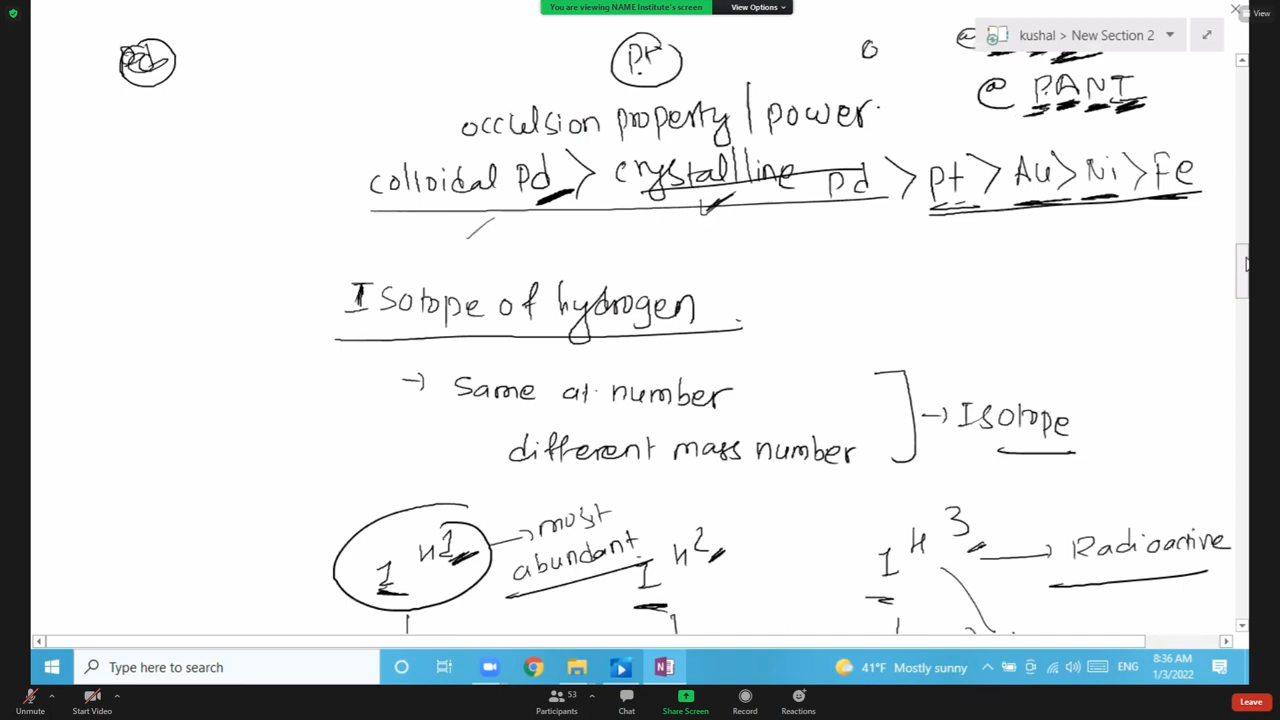 You are viewing NAME Institute's screen
View Options
View
kushal > New Section 2
pd
Pt
@ PANT
occulsion property / power.
colloidal Pd > crystallline pd > pt > Au > Ni > Fe
Isotope of hydrogen
→ Same at. number
different mass number
→ Isotope
1 H 1 → most abundant
1 H 2
1 H 3 → Radioactive
Type here to search
41°F Mostly sunny
ENG
8:36 AM
1/3/2022
Unmute
Start Video
53
Participants
Chat
Share Screen
Record
Reactions
Leave